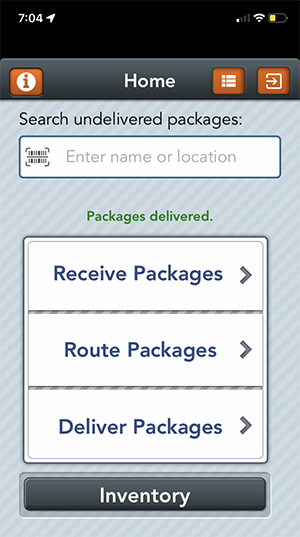 7:04
Home
Search undelivered packages:
Enter name or location
Packages delivered.
Receive Packages
Route Packages
Deliver Packages
Inventory